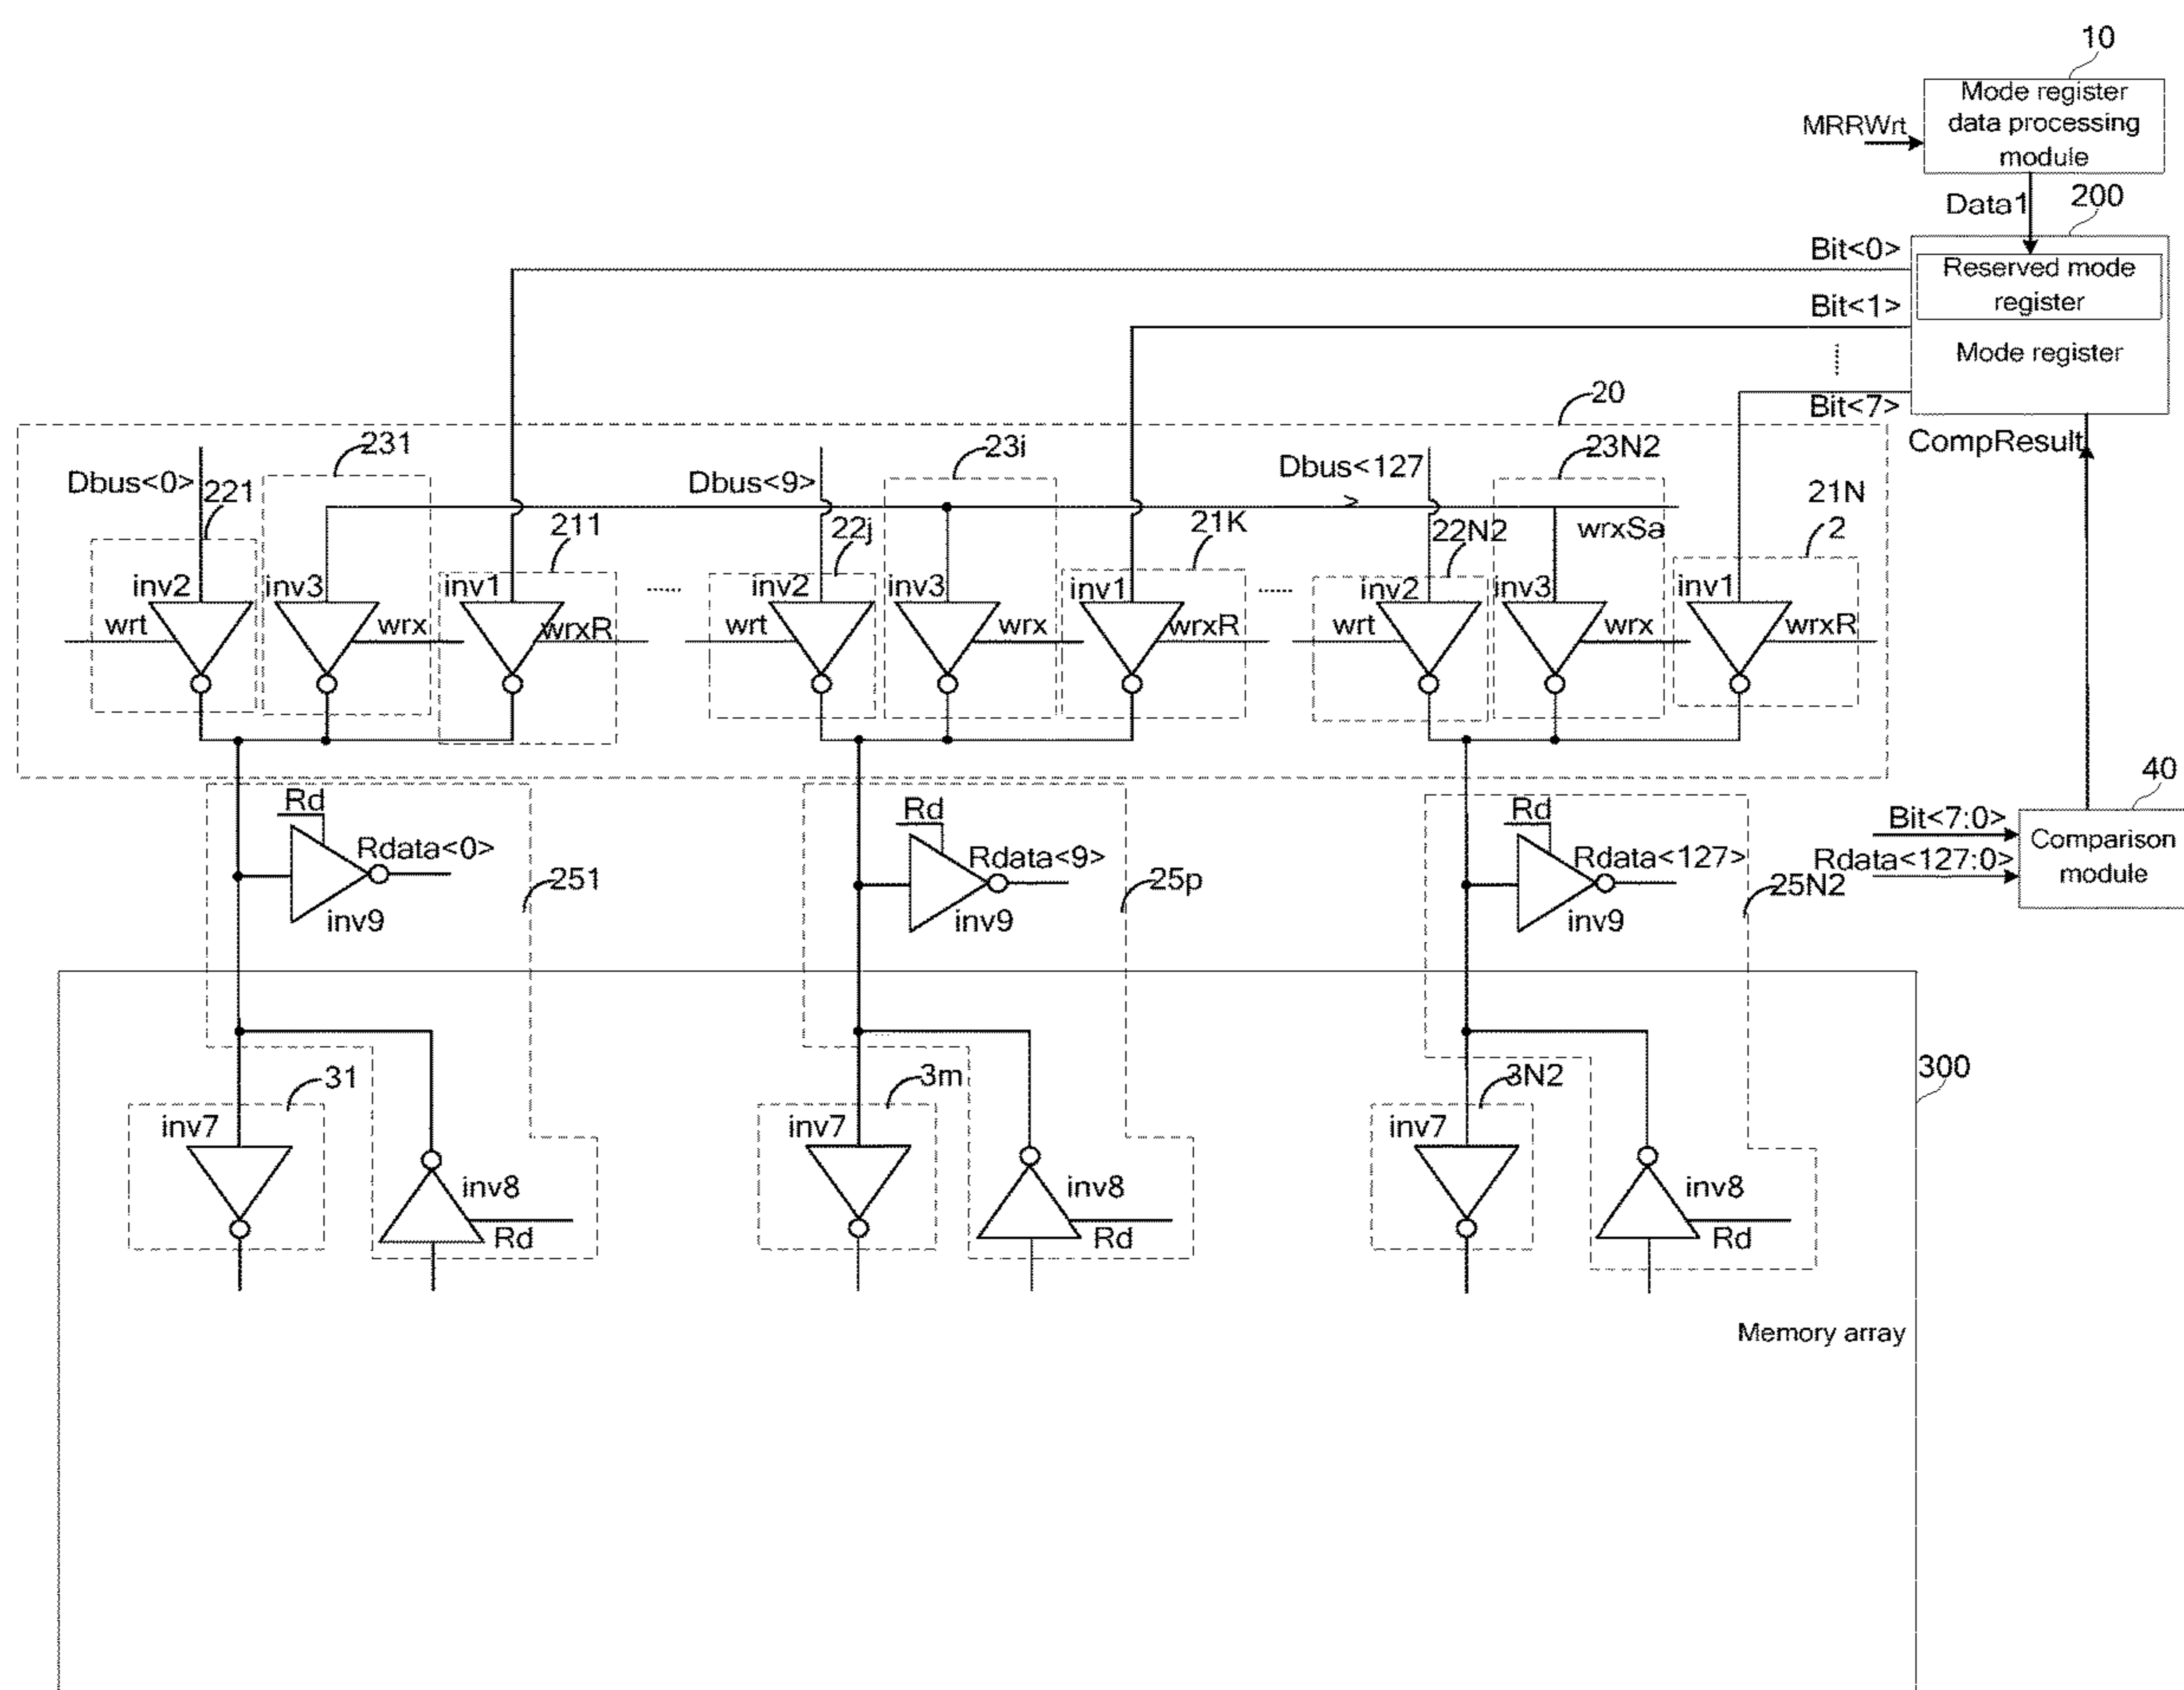 10
Mode register
data processing
module
MRRWrt
Data1
200
Bit<0>
Reserved mode
register
Bit<1>
Mode register
20
Bit<7>
CompResult
231
23i
23N2
Dbus<0>
221
Dbus<9>
Dbus<127
>
21N
2
211
22j
21K
22N2
wrxSa
inv2
inv3
inv1
inv2
inv3
inv1
inv2
inv3
inv1
wrt
wrx
wrxR
wrt
wrx
wrxR
wrt
wrx
wrxR
40
Rd
Rd
Rd
Bit<7:0>
Comparison
module
Rdata<0>
Rdata<9>
Rdata<127>
Rdata<127:0>
251
25p
25N2
inv9
inv9
inv9
300
31
3m
3N2
inv7
inv7
inv7
inv8
inv8
inv8
Rd
Rd
Rd
Memory array